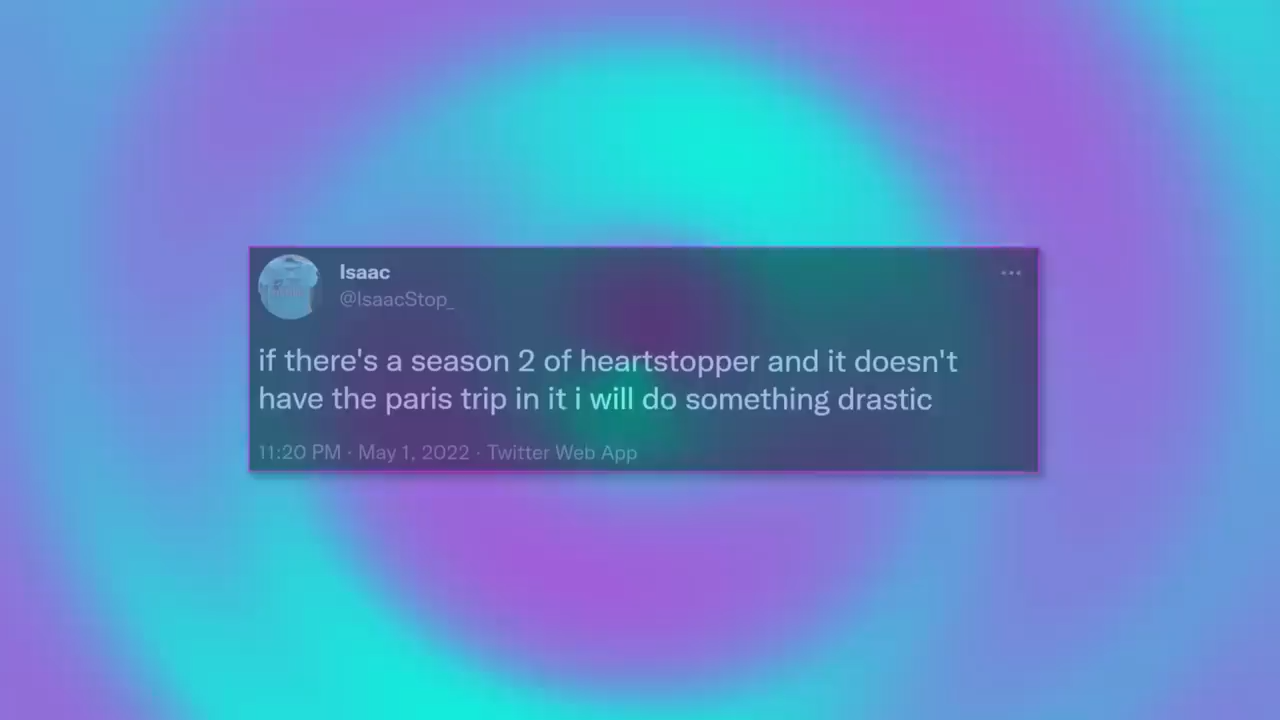 Isaac
@IsaacStop_
if there's a season 2 of heartstopper and it doesn't
have the paris trip in it i will do something drastic
11:20 PM · May 1, 2022 · Twitter Web App